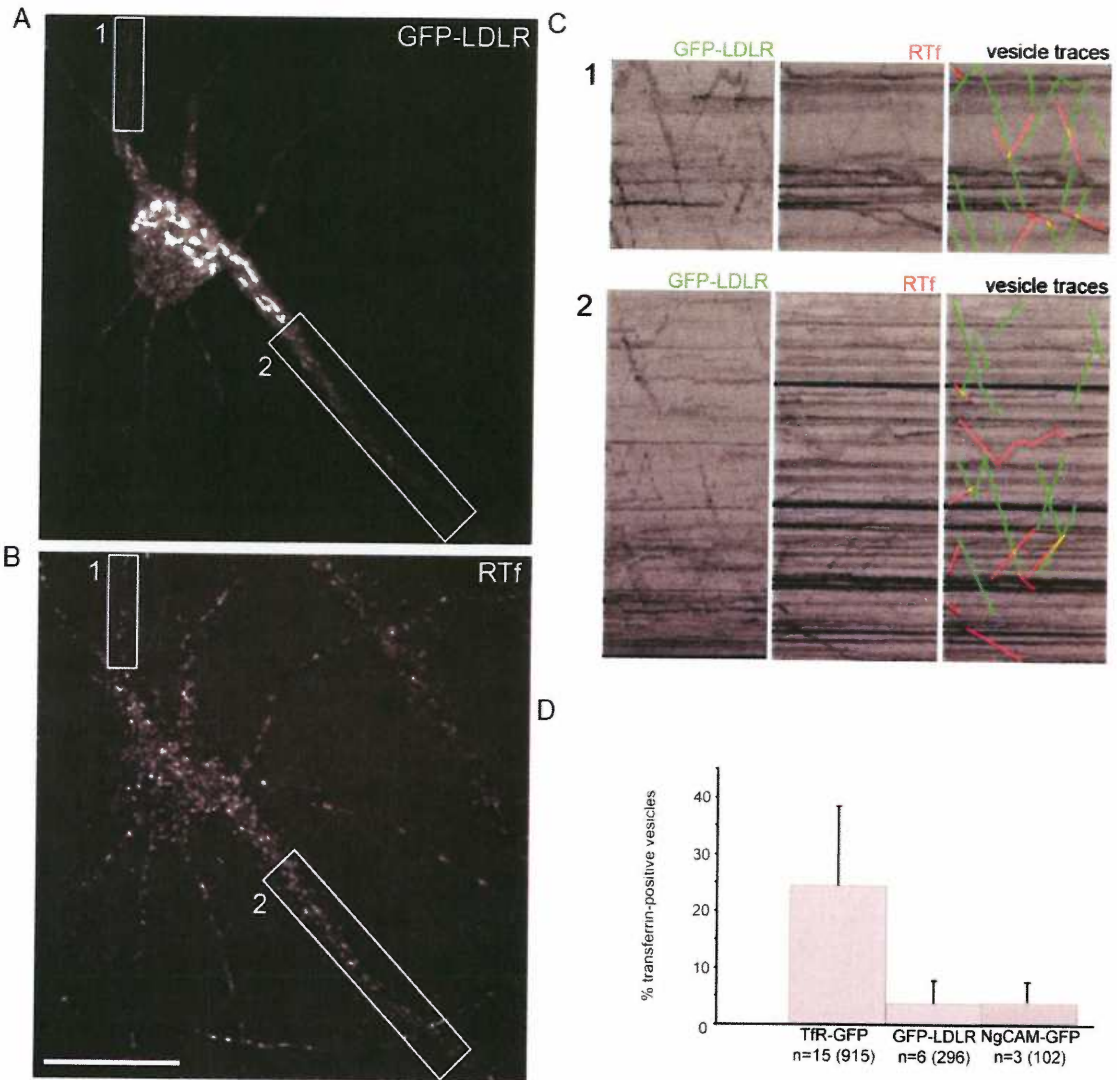 A
1
GFP-LDLR
2
B
1
RTf
2
C
GFP-LDLR RTf vesicle traces
1
GFP-LDLR RTf vesicle traces
2
D
% transferrin-positive vesicles
40
30
20
10
0
TfR-GFP GFP-LDLR NgCAM-GFP
n=15 (915) n=6 (296) n=3 (102)